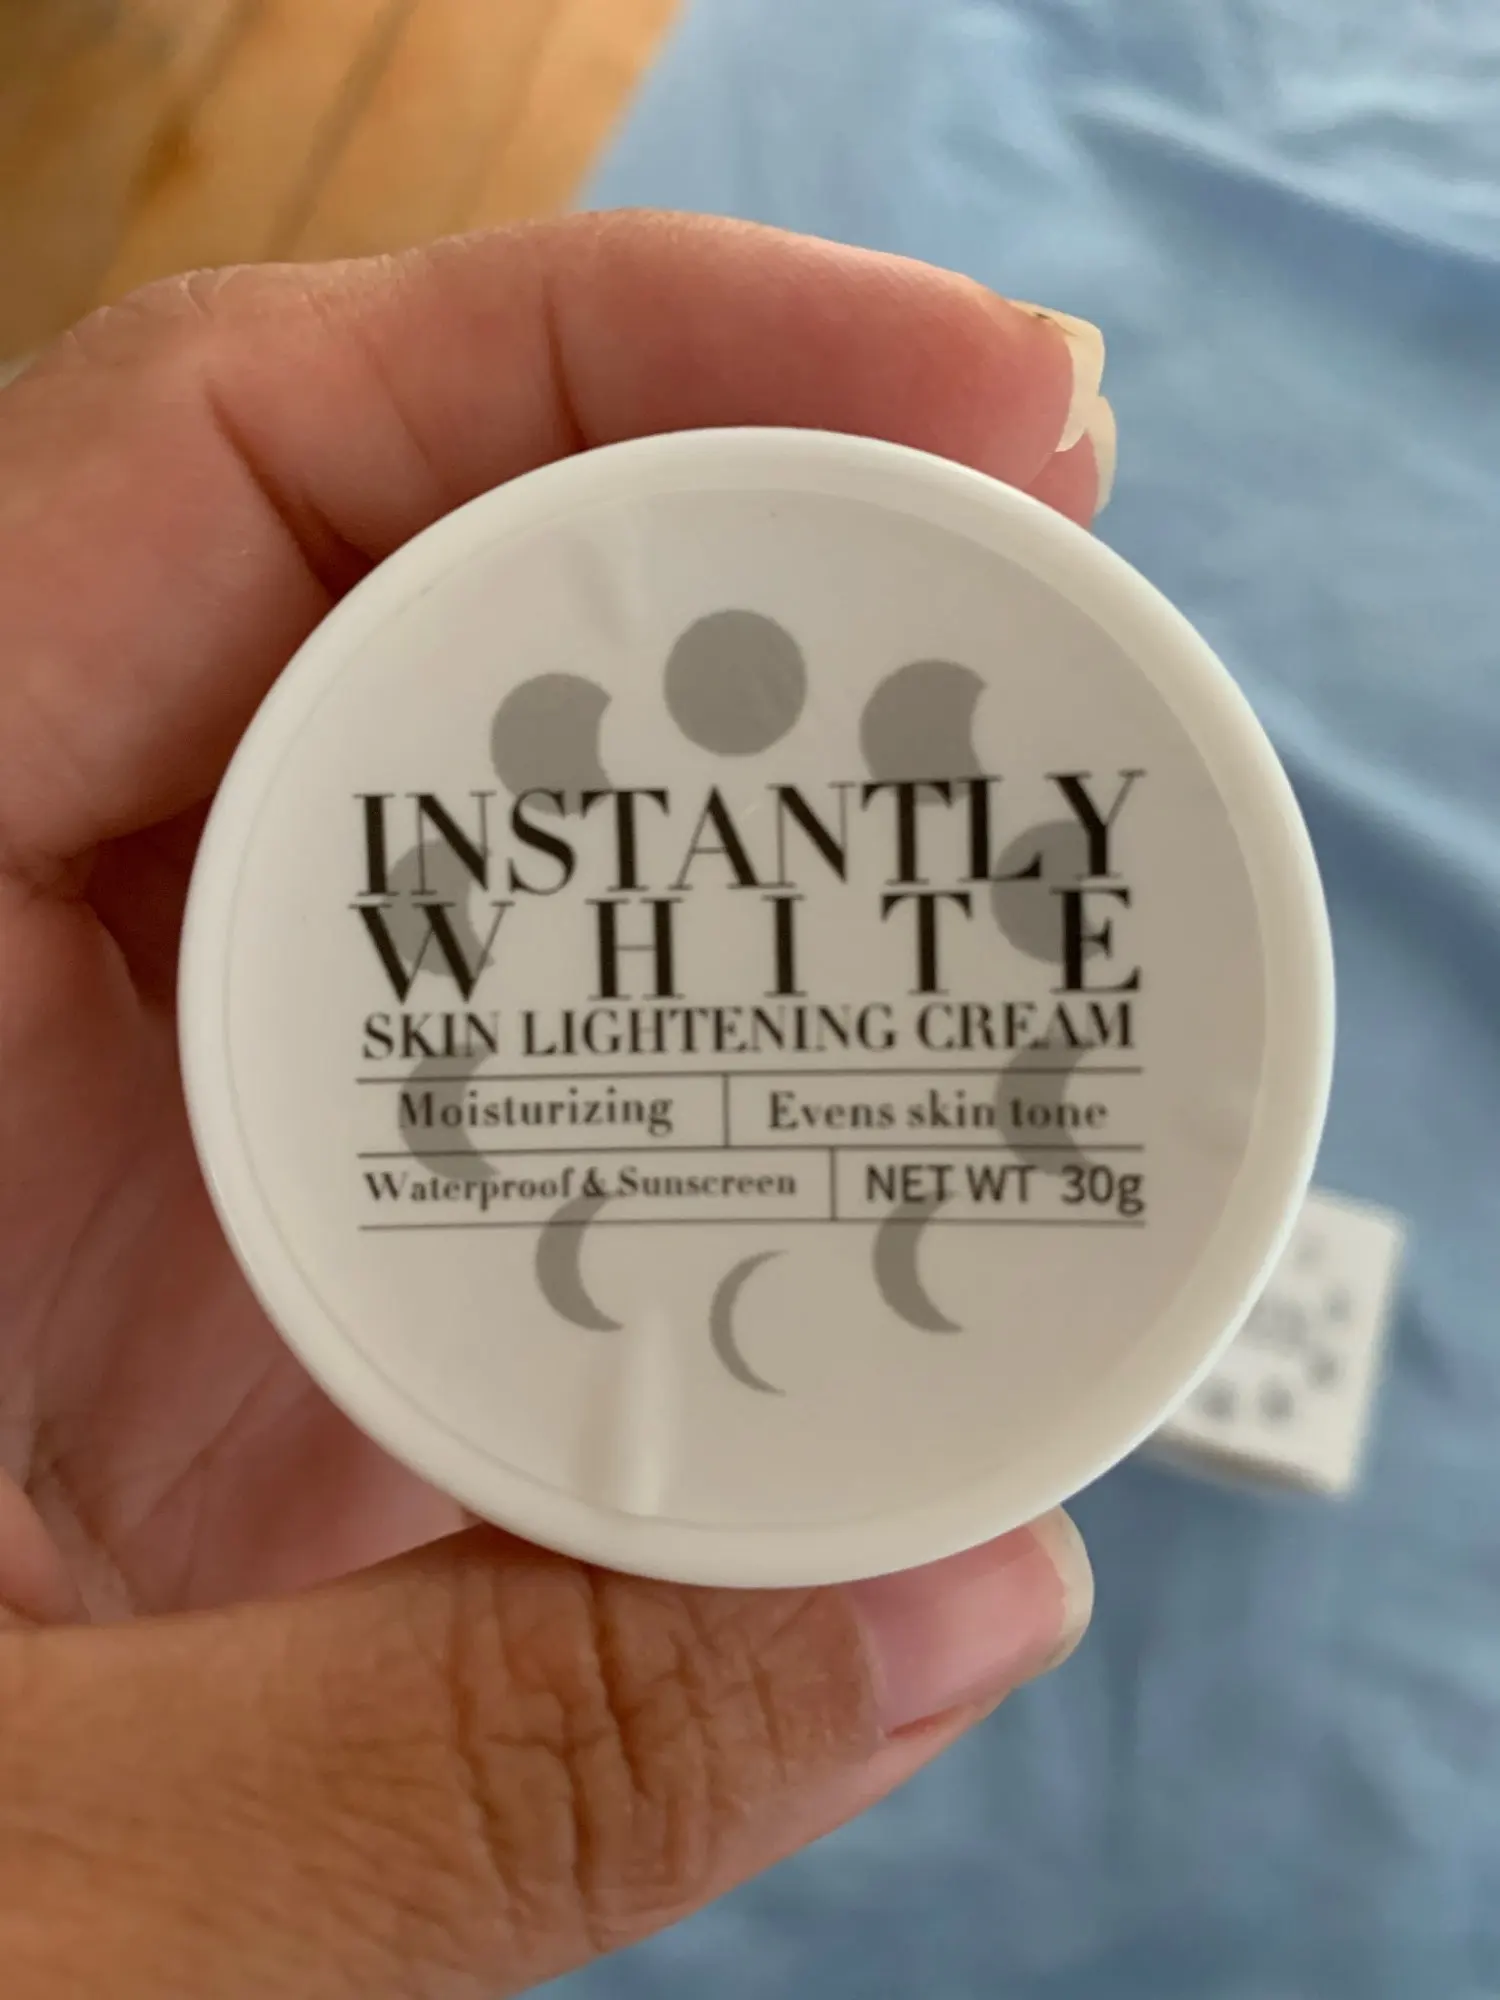 INSTANTLY
WHITE
SKIN LIGHTENING CREAM
Moisturizing Evens skin tone
Waterproof & Sunscreen NET WT 30g